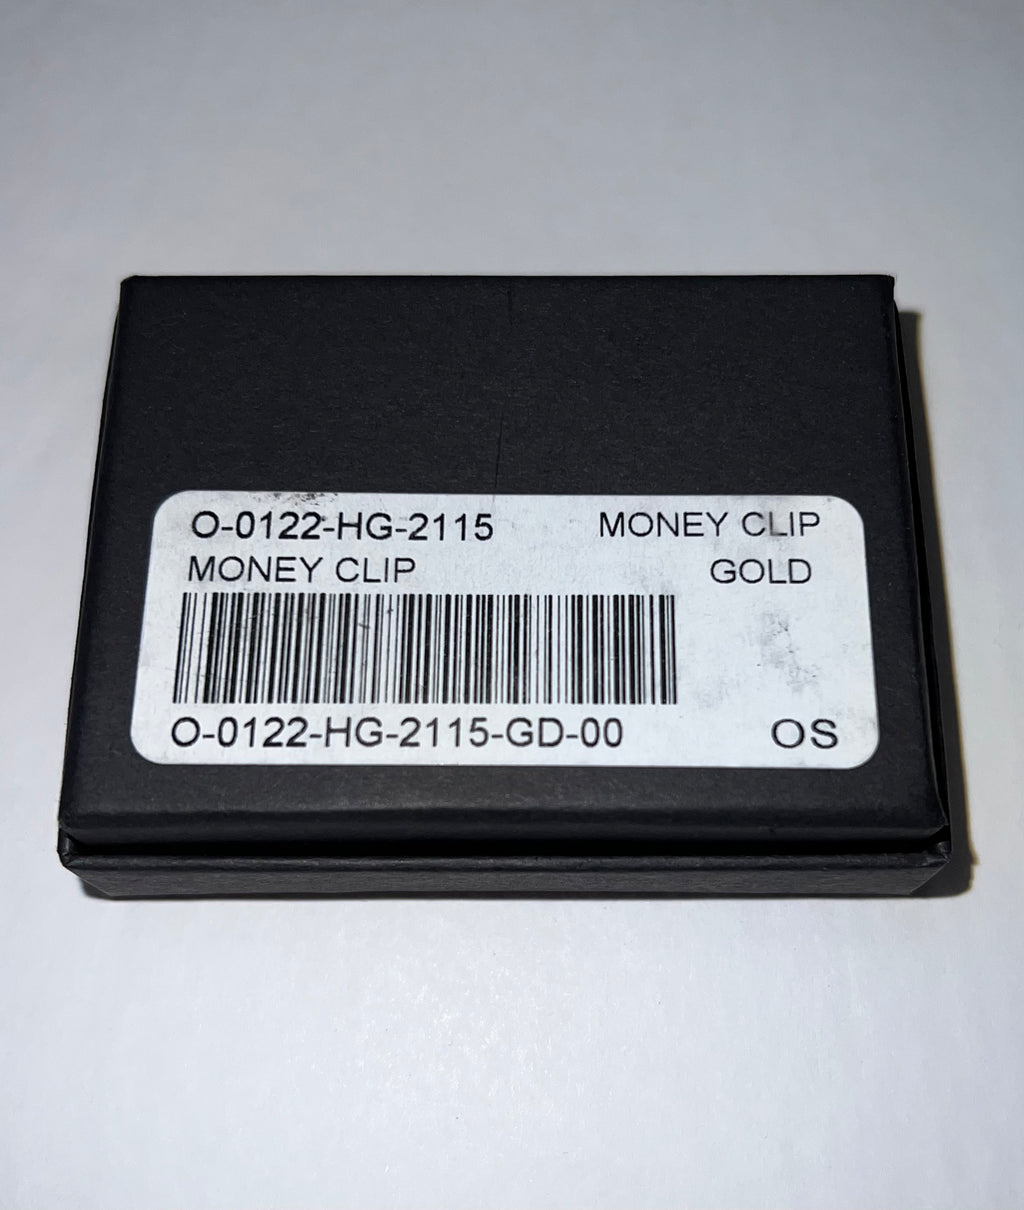 O-0122-HG-2115 MONEY CLIP
MONEY CLIP GOLD
O-0122-HG-2115-GD-00 OS